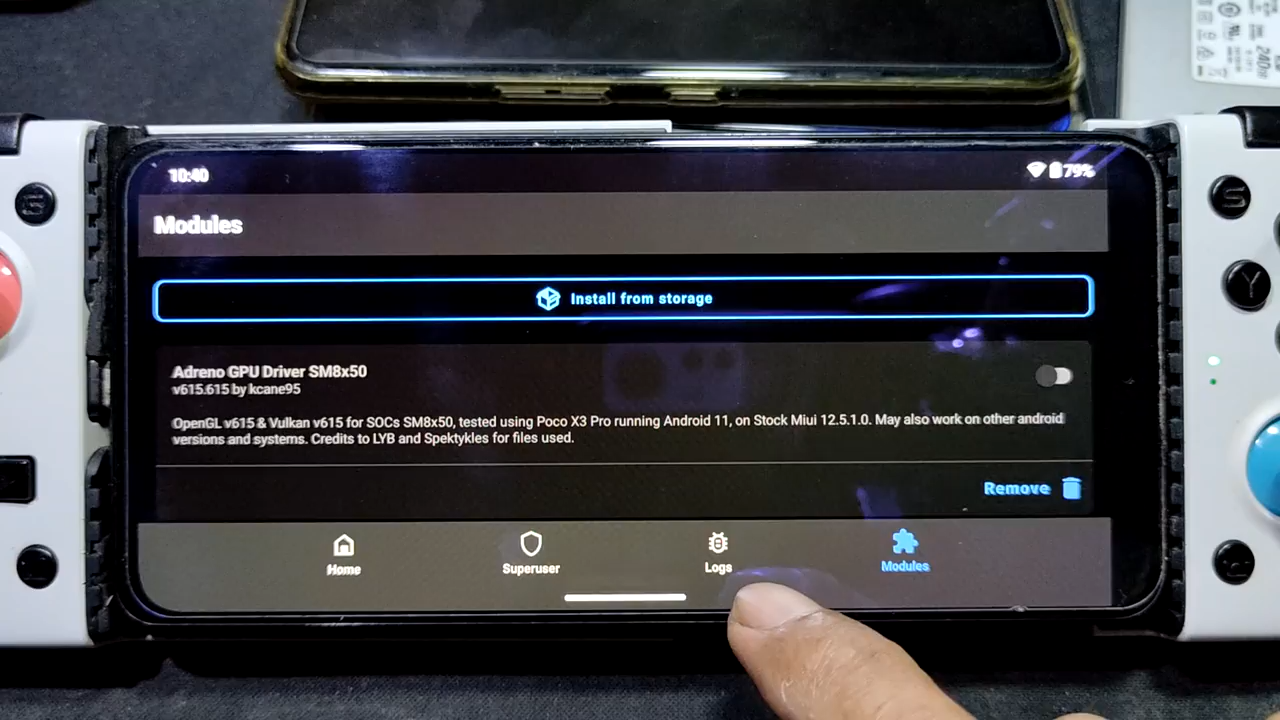 10:40
79%
Modules
Install from storage
Adreno GPU Driver SM8x50
v615.615 by kcane95
OpenGL v615 & Vulkan v615 for SOCs SM8x50, tested using Poco X3 Pro running Android 11, on Stock Miui 12.5.1.0. May also work on other android
versions and systems. Credits to LYB and Spektykles for files used.
Remove
Home
Superuser
Logs
Modules
S
Y
240